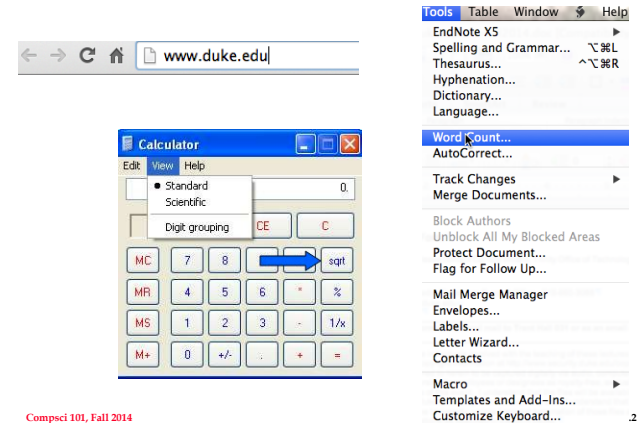 www.duke.edu
Calculator
Edit View Help
Standard
Scientific
Digit grouping
0.
CE C
MC 7 8 sqrt
MR 4 5 6 * %
MS 1 2 3 - 1/x
M+ 0 +/- . + =
Tools Table Window Help
EndNote X5
Spelling and Grammar... ⌥⌘L
Thesaurus... ^⌥⌘R
Hyphenation...
Dictionary...
Language...
Word Count...
AutoCorrect...
Track Changes
Merge Documents...
Block Authors
Unblock All My Blocked Areas
Protect Document...
Flag for Follow Up...
Mail Merge Manager
Envelopes...
Labels...
Letter Wizard...
Contacts
Macro
Templates and Add-Ins...
Customize Keyboard...
Compsci 101, Fall 2014
.2